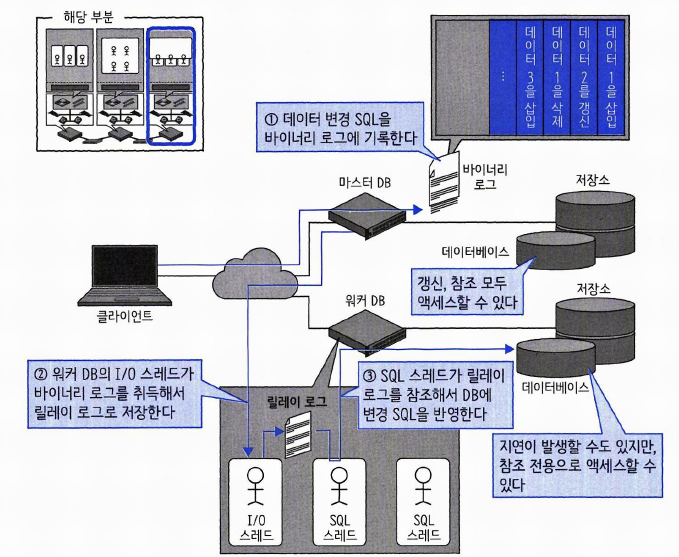 해당 부분
데이터 1을 삽입
데이터 2를 갱신
데이터 1을 삭제
데이터 3을 삽입
…
① 데이터 변경 SQL을
바이너리 로그에 기록한다
바이너리
로그
마스터 DB
저장소
데이터베이스
갱신, 참조 모두
액세스할 수 있다
클라이언트
워커 DB
저장소
데이터베이스
② 워커 DB의 I/O 스레드가
바이너리 로그를 취득해서
릴레이 로그로 저장한다
③ SQL 스레드가 릴레이
로그를 참조해서 DB에
변경 SQL을 반영한다
릴레이 로그
지연이 발생할 수도 있지만,
참조 전용으로 액세스할 수
있다
I/O
스레드
SQL
스레드
SQL
스레드